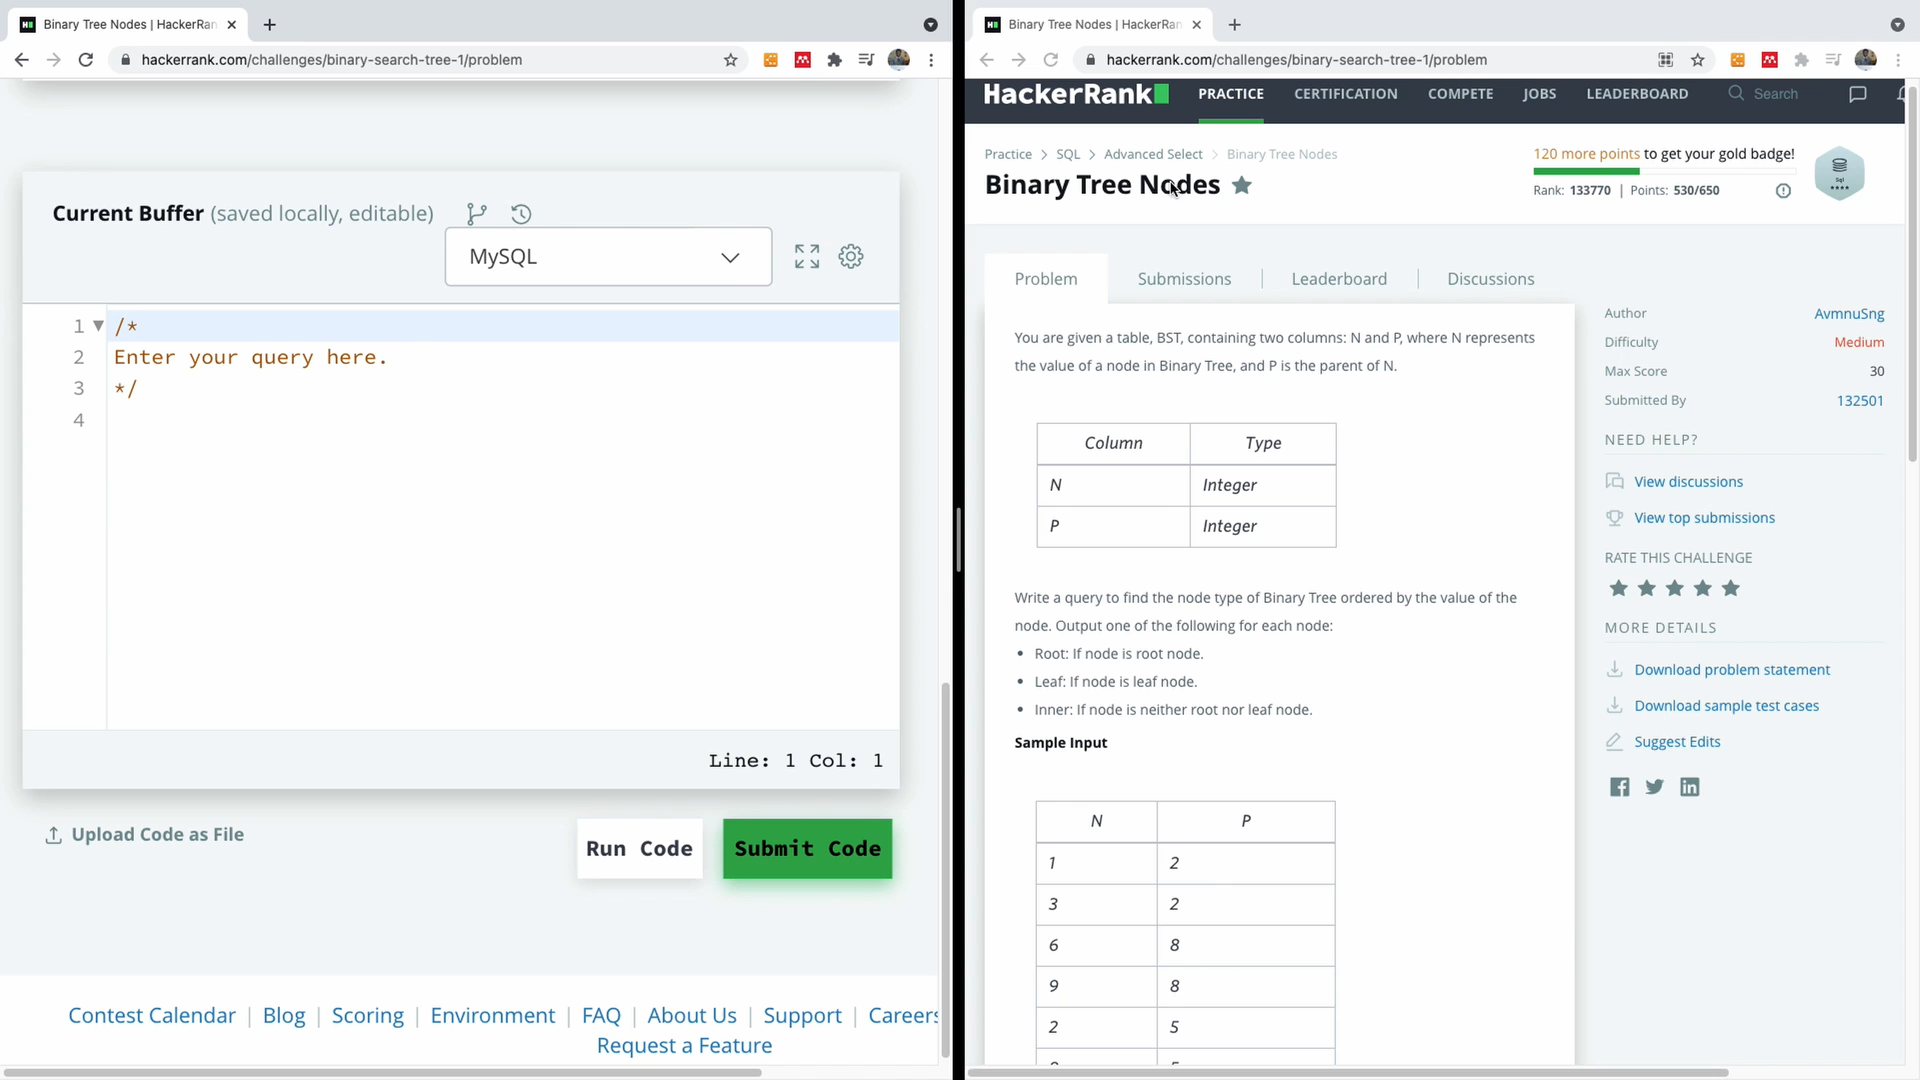 Binary Tree Nodes | HackerRan
hackerrank.com/challenges/binary-search-tree-1/problem
Current Buffer (saved locally, editable)
MySQL
1 /*
2 Enter your query here.
3 */
4
Line: 1 Col: 1
Upload Code as File
Run Code
Submit Code
Contest Calendar | Blog | Scoring | Environment | FAQ | About Us | Support | Careers
Request a Feature
Binary Tree Nodes | HackerRan
hackerrank.com/challenges/binary-search-tree-1/problem
HackerRank PRACTICE CERTIFICATION COMPETE JOBS LEADERBOARD Search
Practice > SQL > Advanced Select > Binary Tree Nodes
Binary Tree Nodes
120 more points to get your gold badge!
Rank: 133770 | Points: 530/650
Sql
Problem
Submissions
Leaderboard
Discussions
You are given a table, BST, containing two columns: N and P, where N represents
the value of a node in Binary Tree, and P is the parent of N.
Column Type
N Integer
P Integer
Write a query to find the node type of Binary Tree ordered by the value of the
node. Output one of the following for each node:
• Root: If node is root node.
• Leaf: If node is leaf node.
• Inner: If node is neither root nor leaf node.
Sample Input
N P
1 2
3 2
6 8
9 8
2 5
Author AvmnuSng
Difficulty Medium
Max Score 30
Submitted By 132501
NEED HELP?
View discussions
View top submissions
RATE THIS CHALLENGE
MORE DETAILS
Download problem statement
Download sample test cases
Suggest Edits